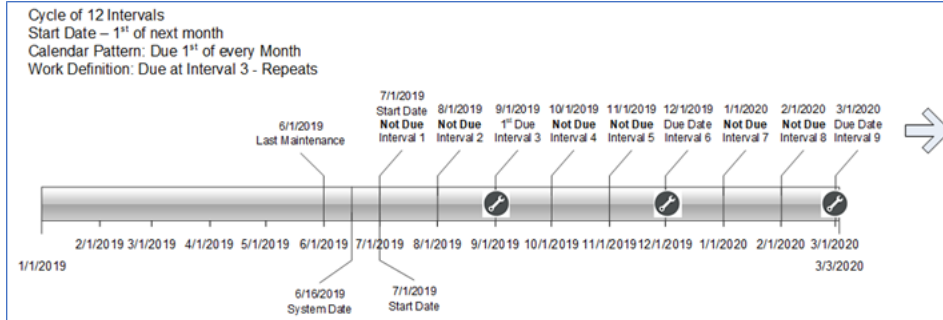 Cycle of 12 Intervals
Start Date – 1st of next month
Calendar Pattern: Due 1st of every Month
Work Definition: Due at Interval 3 - Repeats
6/1/2019
Last Maintenance
7/1/2019
Start Date
Not Due
Interval 1
8/1/2019
Not Due
Interval 2
9/1/2019
1st Due
Interval 3
10/1/2019
Not Due
Interval 4
11/1/2019
Not Due
Interval 5
12/1/2019
Due Date
Interval 6
1/1/2020
Not Due
Interval 7
2/1/2020
Not Due
Interval 8
3/1/2020
Due Date
Interval 9
1/1/2019
2/1/2019 3/1/2019 4/1/2019 5/1/2019 6/1/2019 7/1/2019 8/1/2019 9/1/2019 10/1/2019 11/1/2019 12/1/2019 1/1/2020 2/1/2020 3/1/2020
3/3/2020
6/16/2019
System Date
7/1/2019
Start Date